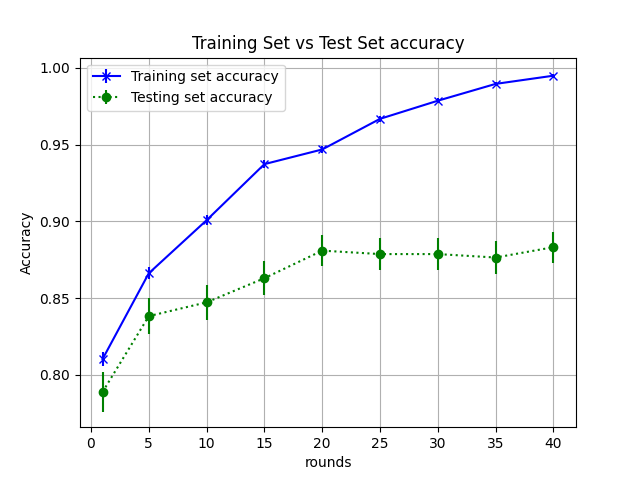 Training Set vs Test Set accuracy
Training set accuracy
Testing set accuracy
1.00
0.95
0.90
0.85
0.80
Accuracy
0 5 10 15 20 25 30 35 40
rounds